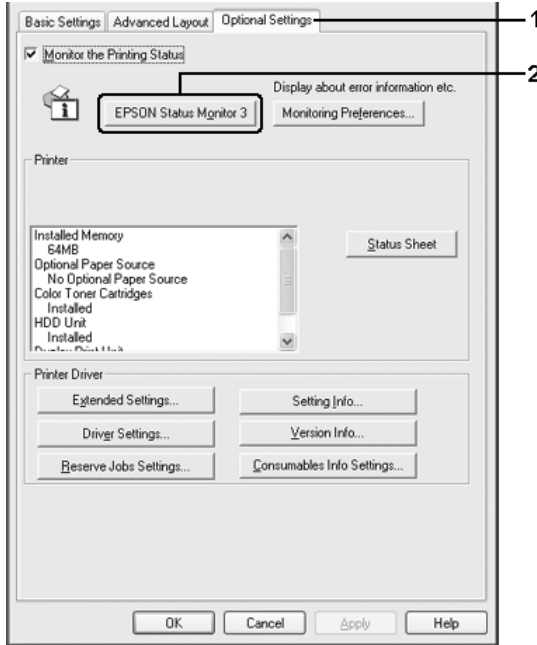 Basic Settings Advanced Layout Optional Settings 1
Monitor the Printing Status
2
Display about error information etc.
EPSON Status Monitor 3 Monitoring Preferences...
Printer
Installed Memory
64MB
Status Sheet
Optional Paper Source
No Optional Paper Source
Color Toner Cartridges
Installed
HDD Unit
Installed
Printer Driver
Extended Settings... Setting Info...
Driver Settings... Version Info...
Reserve Jobs Settings... Consumables Info Settings...
OK Cancel Apply Help